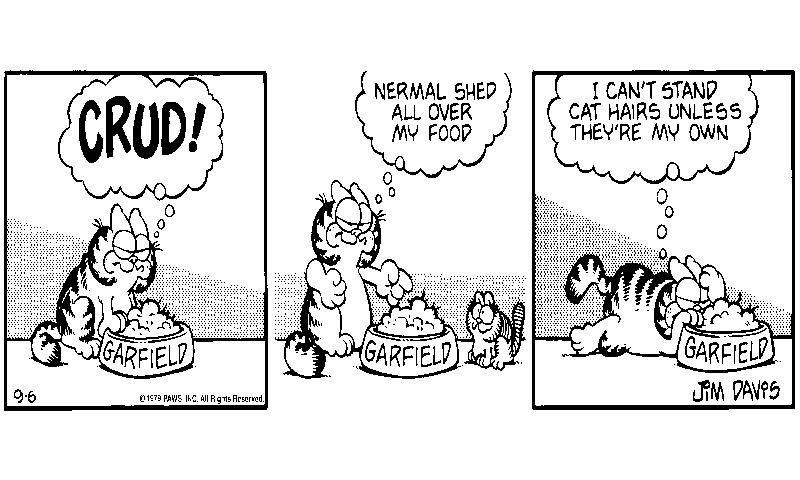 CRUD!
GARFIELD
9-6
© 1979 PAWS, INC. All Rights Reserved.
NERMAL SHED
ALL OVER
MY FOOD
GARFIELD
I CAN'T STAND
CAT HAIRS UNLESS
THEY'RE MY OWN
GARFIELD
JIM DAVIS